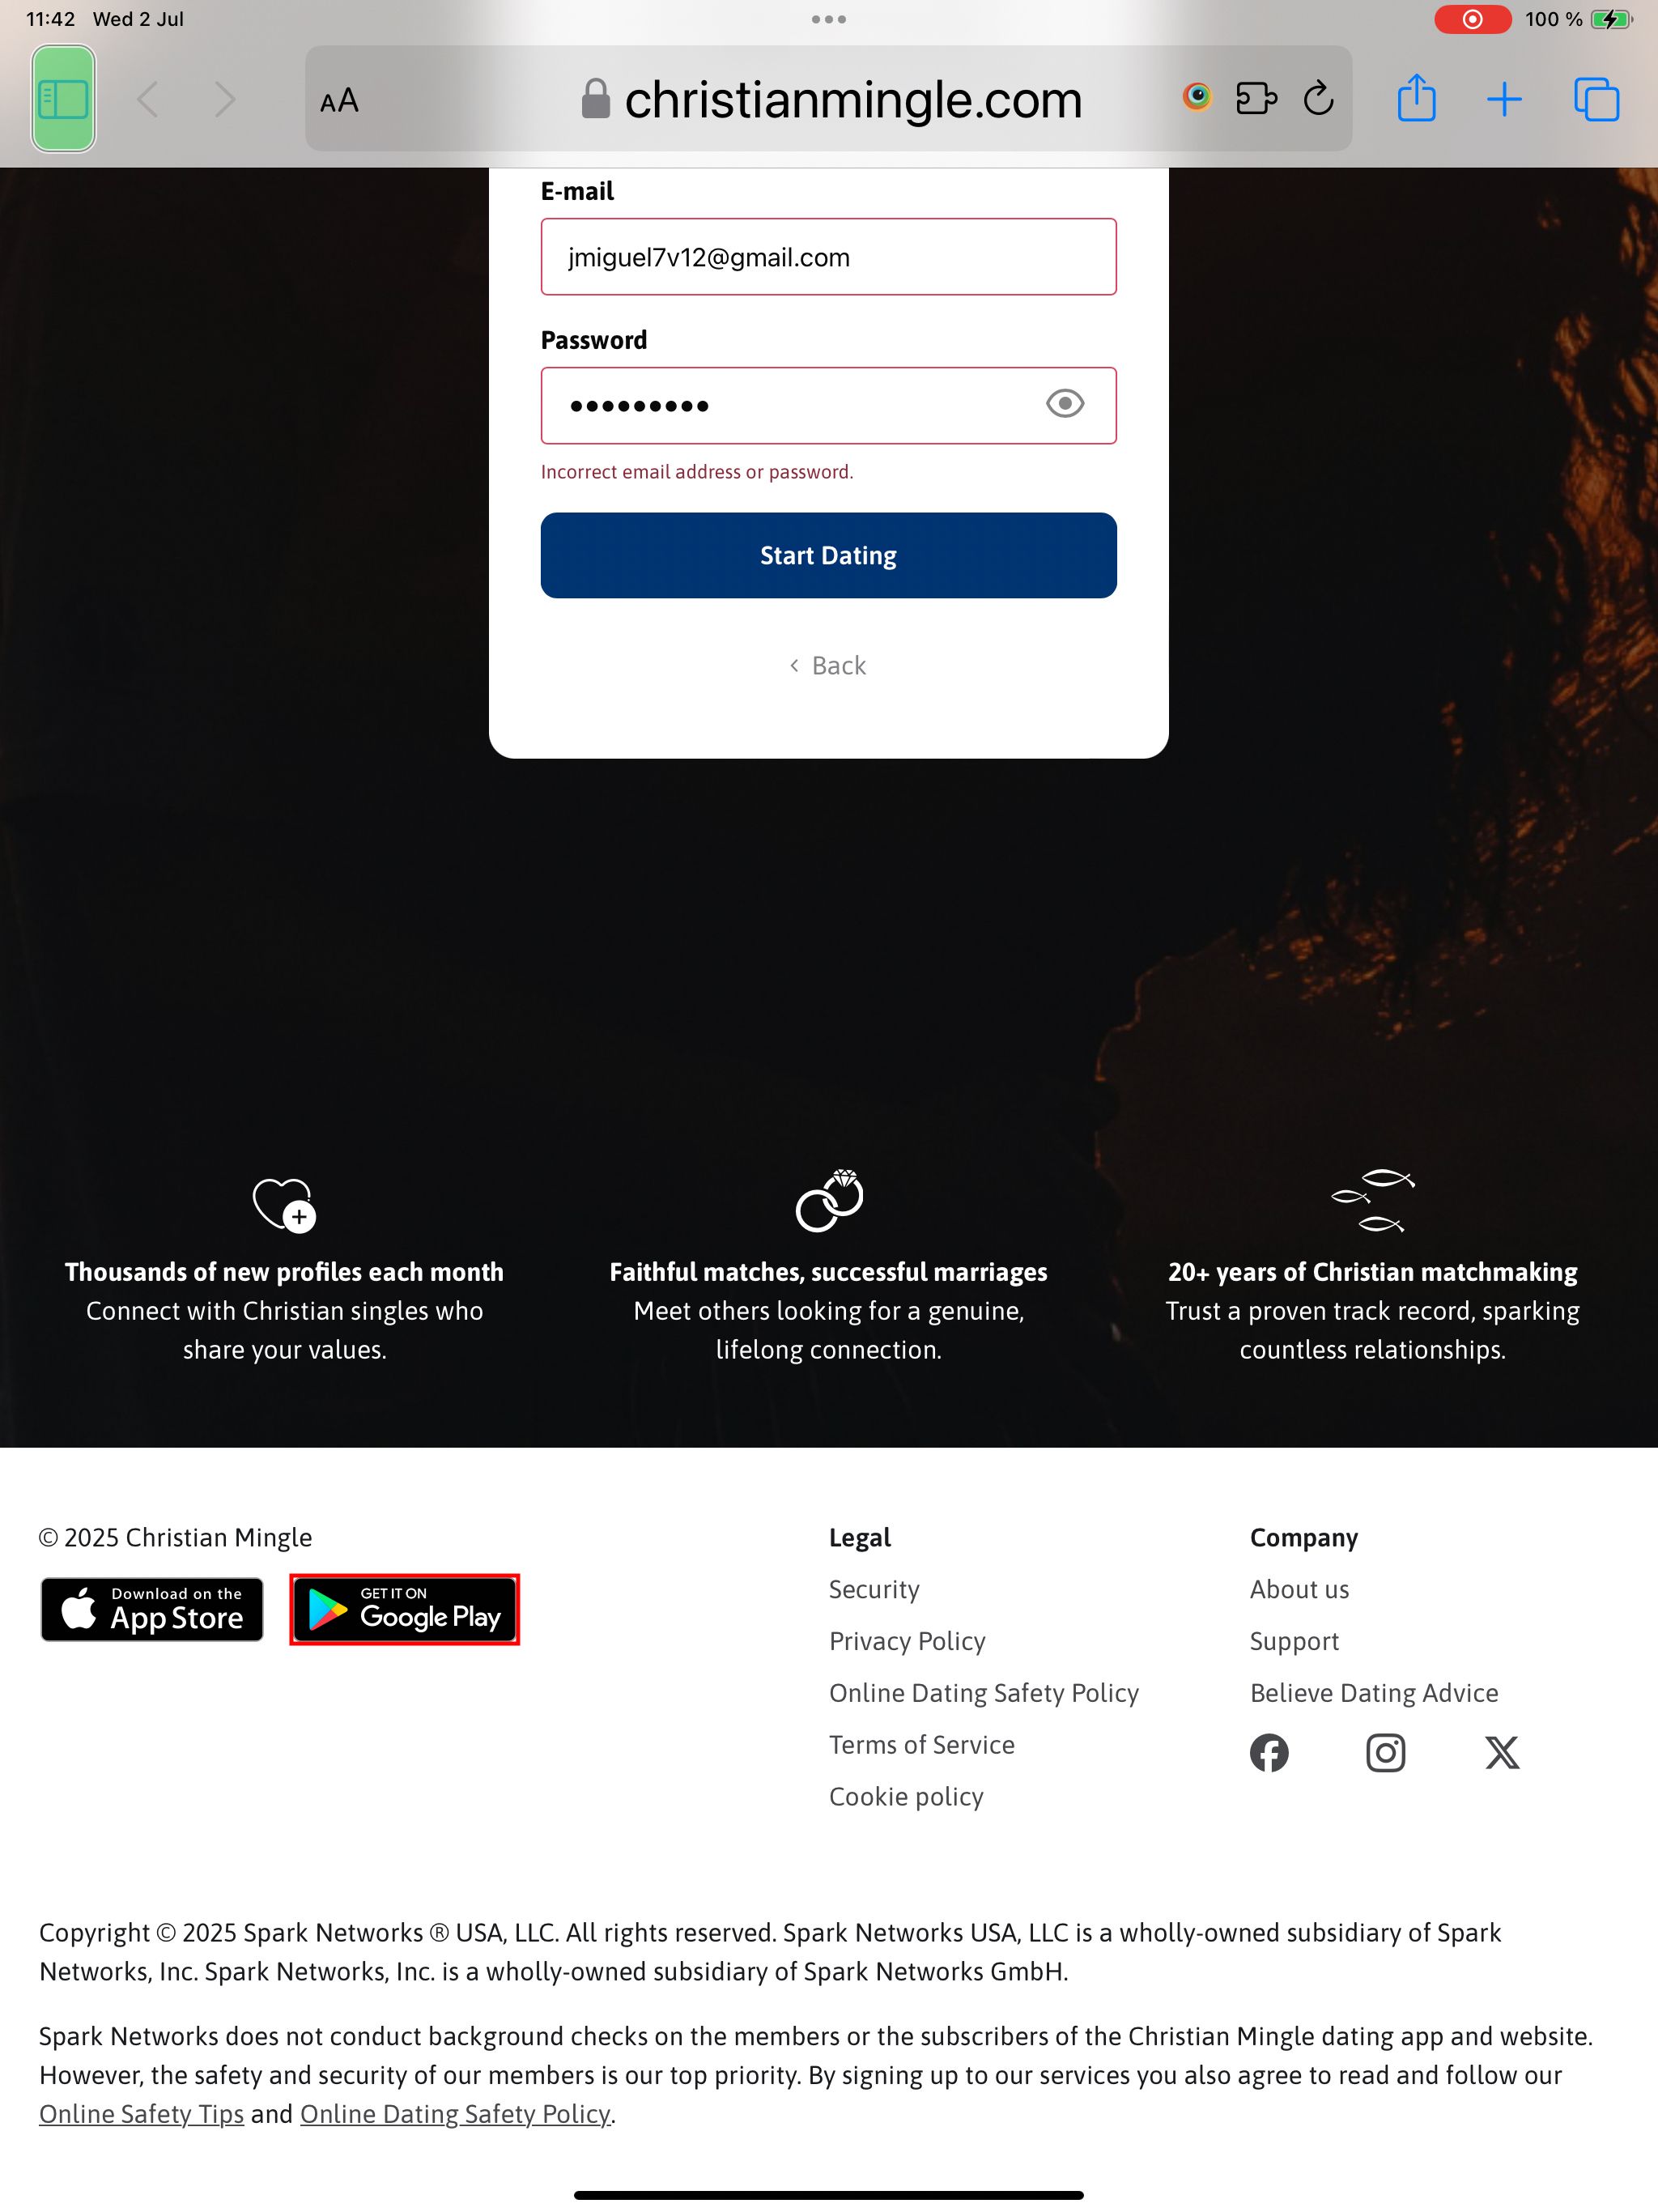 11:42 Wed 2 Jul
100 %
AA
christianmingle.com
E-mail
jmiguel7v12@gmail.com
Password
Incorrect email address or password.
Start Dating
Back
Thousands of new profiles each month
Connect with Christian singles who
share your values.
Faithful matches, successful marriages
Meet others looking for a genuine,
lifelong connection.
20+ years of Christian matchmaking
Trust a proven track record, sparking
countless relationships.
© 2025 Christian Mingle
Download on the
App Store
GET IT ON
Google Play
Legal
Security
Privacy Policy
Online Dating Safety Policy
Terms of Service
Cookie policy
Company
About us
Support
Believe Dating Advice
Copyright © 2025 Spark Networks ® USA, LLC. All rights reserved. Spark Networks USA, LLC is a wholly-owned subsidiary of Spark
Networks, Inc. Spark Networks, Inc. is a wholly-owned subsidiary of Spark Networks GmbH.
Spark Networks does not conduct background checks on the members or the subscribers of the Christian Mingle dating app and website.
However, the safety and security of our members is our top priority. By signing up to our services you also agree to read and follow our
Online Safety Tips and Online Dating Safety Policy.